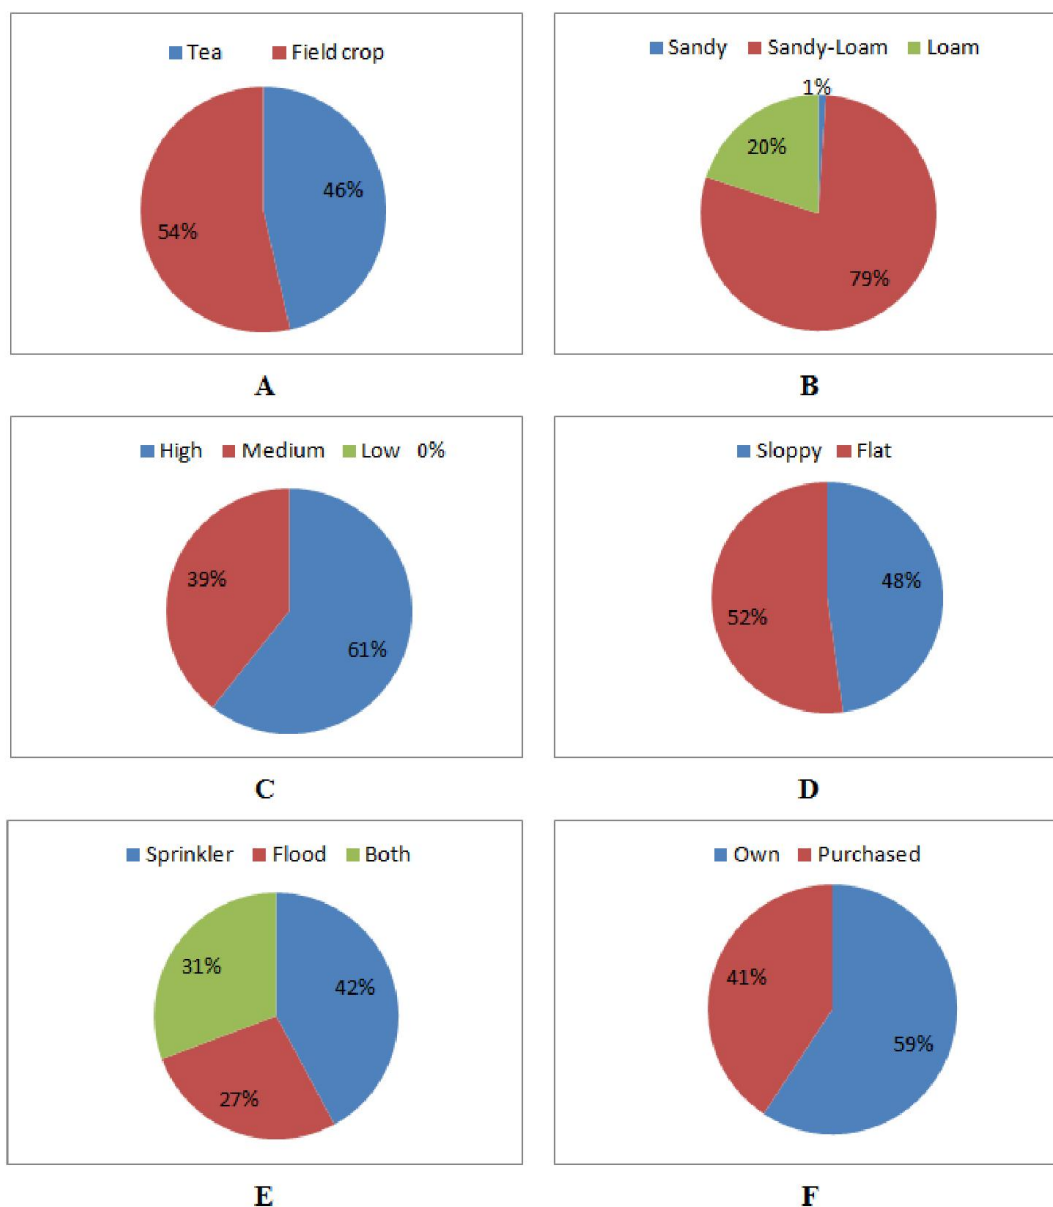 Tea Field crop
46%
54%
A
Sandy Sandy-Loam Loam
1%
20%
79%
B
High Medium Low 0%
39%
61%
C
Sloppy Flat
48%
52%
D
Sprinkler Flood Both
31%
42%
27%
E
Own Purchased
41%
59%
F